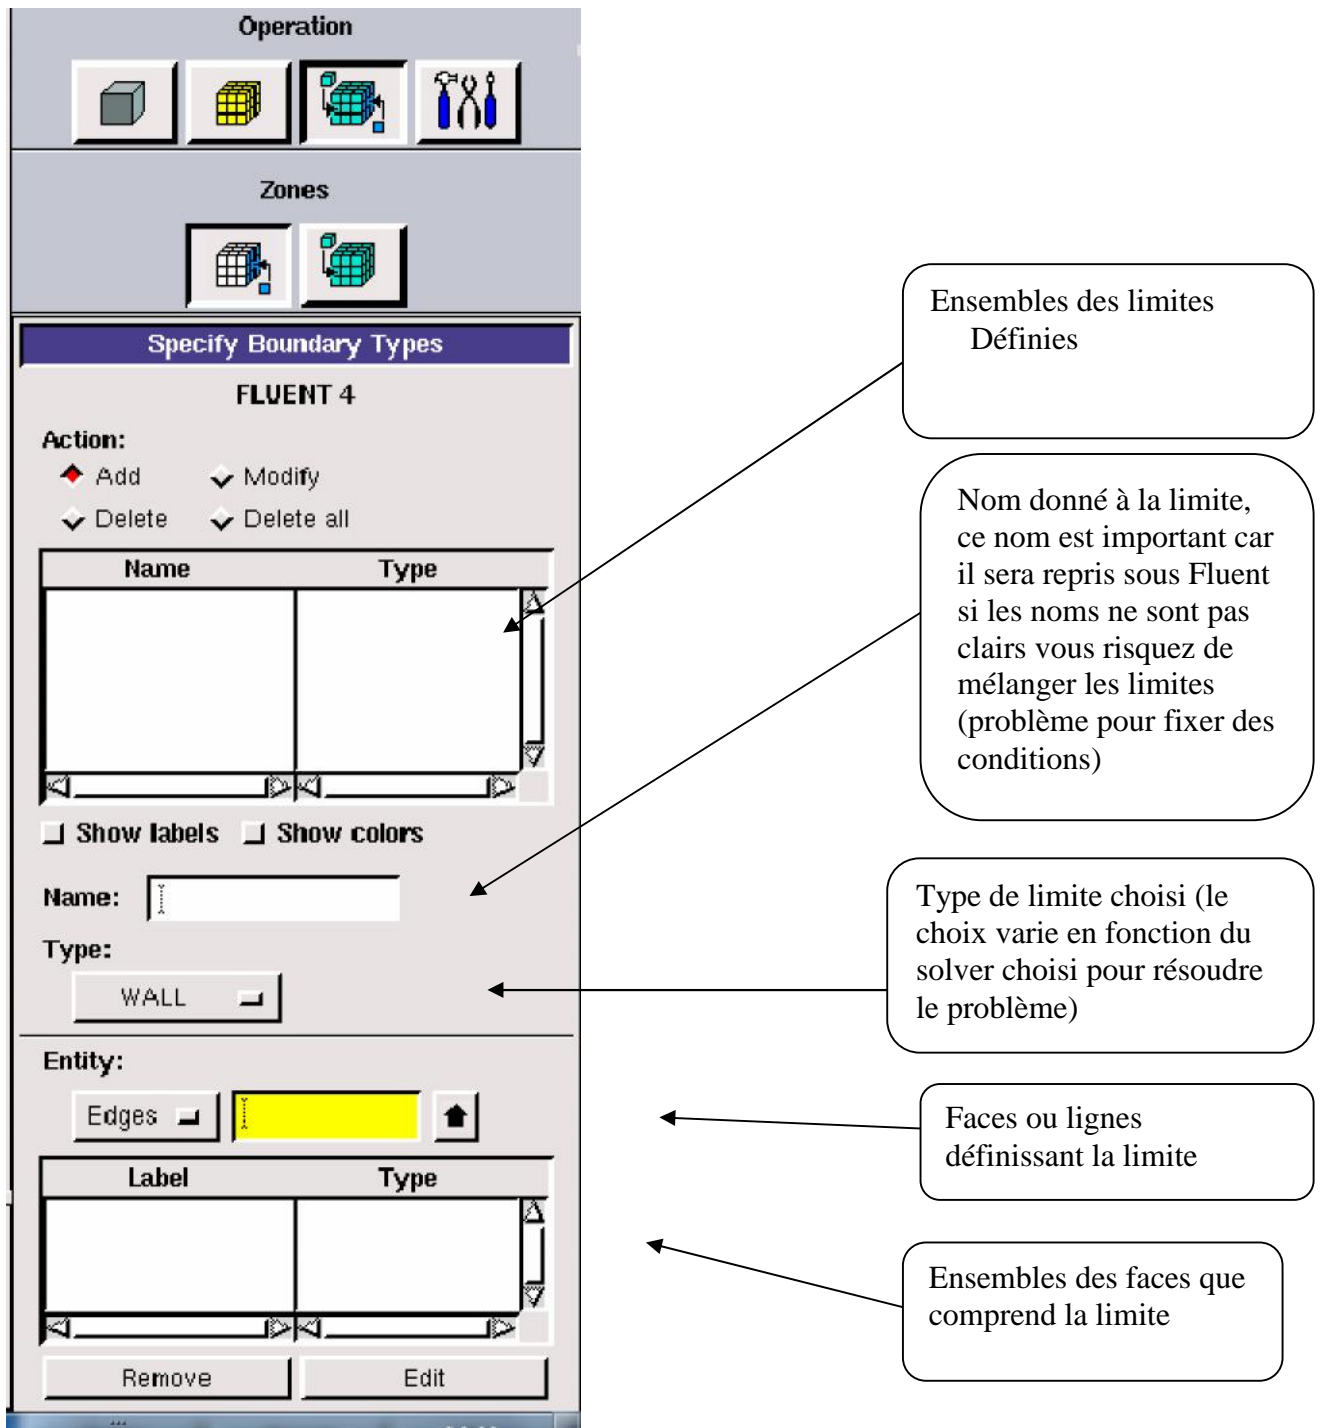 Operation
Zones
Specify Boundary Types
FLUENT 4
Action:
Add Modify
Delete Delete all
Name Type
Show labels Show colors
Name:
Type:
WALL
Entity:
Edges
Label Type
Remove Edit
Ensembles des limites
Définies
Nom donné à la limite,
ce nom est important car
il sera repris sous Fluent
si les noms ne sont pas
clairs vous risquez de
mélanger les limites
(problème pour fixer des
conditions)
Type de limite choisi (le
choix varie en fonction du
solver choisi pour résoudre
le problème)
Faces ou lignes
définissant la limite
Ensembles des faces que
comprend la limite